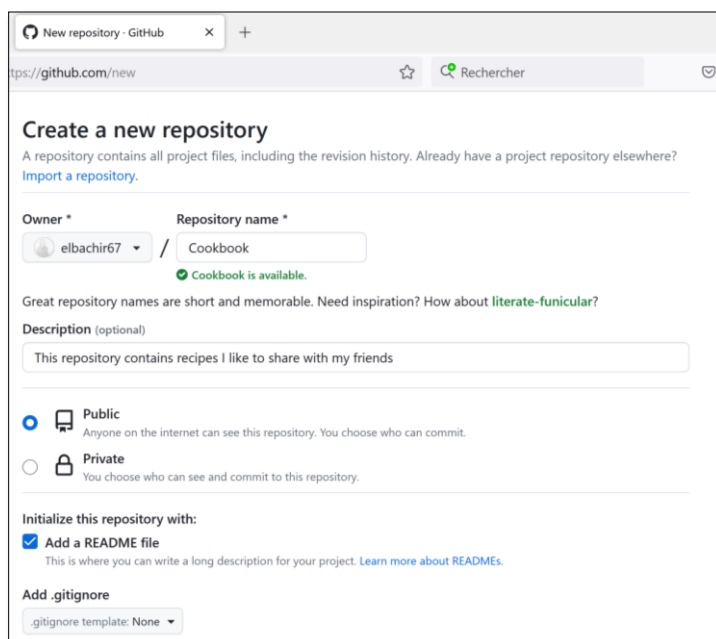 New repository · GitHub
tps://github.com/new
Rechercher
Create a new repository
A repository contains all project files, including the revision history. Already have a project repository elsewhere?
Import a repository.
Owner * Repository name *
elbachir67 / Cookbook
Cookbook is available.
Great repository names are short and memorable. Need inspiration? How about literate-funicular?
Description (optional)
This repository contains recipes I like to share with my friends
Public
Anyone on the internet can see this repository. You choose who can commit.
Private
You choose who can see and commit to this repository.
Initialize this repository with:
Add a README file
This is where you can write a long description for your project. Learn more about READMEs.
Add .gitignore
.gitignore template: None